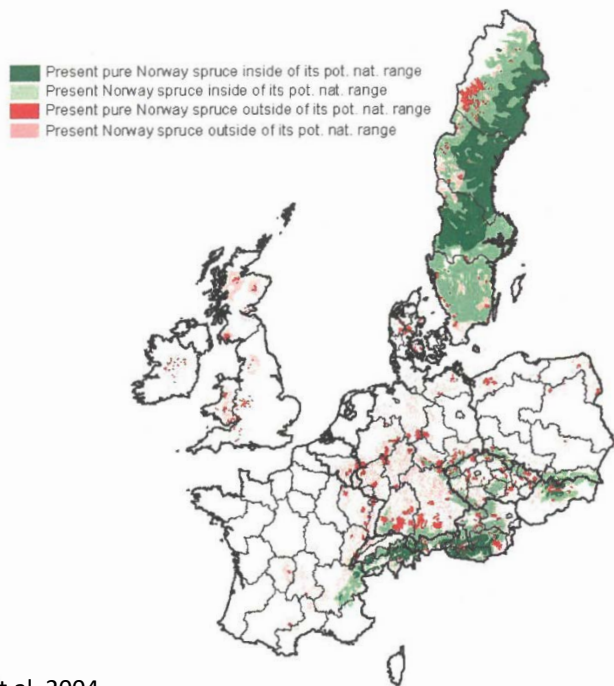 Present pure Norway spruce inside of its pot. nat. range
Present Norway spruce inside of its pot. nat. range
Present pure Norway spruce outside of its pot. nat. range
Present Norway spruce outside of its pot. nat. range
et al. 2004